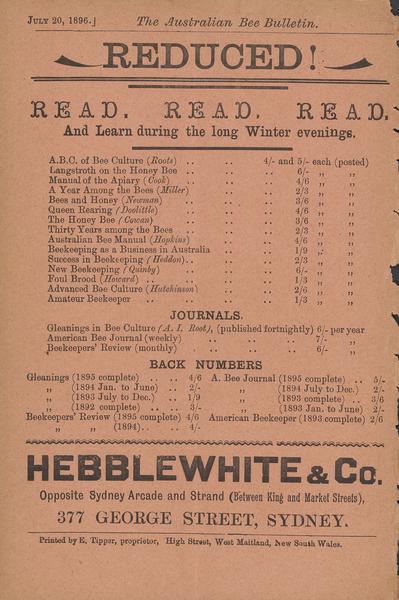 JULY 20, 1896.] The Australian Bee Bulletin.
REDUCED!
READ. READ. READ.
And Learn during the long Winter evenings.
A.B.C. of Bee Culture (Roots) .. .. 4/- and 5/- each (posted)
Langstroth on the Honey Bee .. .. .. 6/- „ „
Manual of the Apiary (Cook) .. .. .. 4/6 „ „
A Year Among the Bees (Miller) .. .. 2/3 „ „
Bees and Honey (Newman) .. .. 3/6 „ „
Queen Rearing (Doolittle) .. .. 4/6 „ „
The Honey Bee (Cowan) .. .. 3/6 „ „
Thirty Years among the Bees .. .. 2/3 „ „
Australian Bee Manual (Hopkins) .. .. 4/6 „ „
Beekeeping as a Business in Australia .. 1/9 „ „
Success in Beekeeping (Heddon).. .. 2/3 „ „
New Beekeeping (Quinby) .. .. 6/- „ „
Foul Brood (Howard) .. .. .. 1/3 „ „
Advanced Bee Culture (Hutchinson) .. 2/6 „ „
Amateur Beekeeper .. .. .. 1/3 „ „
JOURNALS.
Gleanings in Bee Culture (A. I. Root), (published fortnightly) 6/- per year
American Bee Journal (weekly) .. .. 7/- „
Beekeepers' Review (monthly) .. .. 6/- „
BACK NUMBERS
Gleanings (1895 complete) .. .. 4/6 A. Bee Journal (1895 complete) .. 5/-
„ (1894 Jan. to June) .. 2/- „ (1894 July to Dec.) 2/-
„ (1893 July to Dec.) .. 1/9 „ (1893 complete) .. 3/6
„ (1892 complete) .. .. 3/- „ (1893 Jan. to June) 2/-
Beekeepers' Review (1895 complete) 4/6 American Beekeeper (1893 complete) 2/6
„ „ (1894).. .. 4/-
HEBBLEWHITE & Co.
Opposite Sydney Arcade and Strand (Between King and Market Streets),
377 GEORGE STREET, SYDNEY.
Printed by E. Tipper, proprietor, High Street, West Maitland, New South Wales.